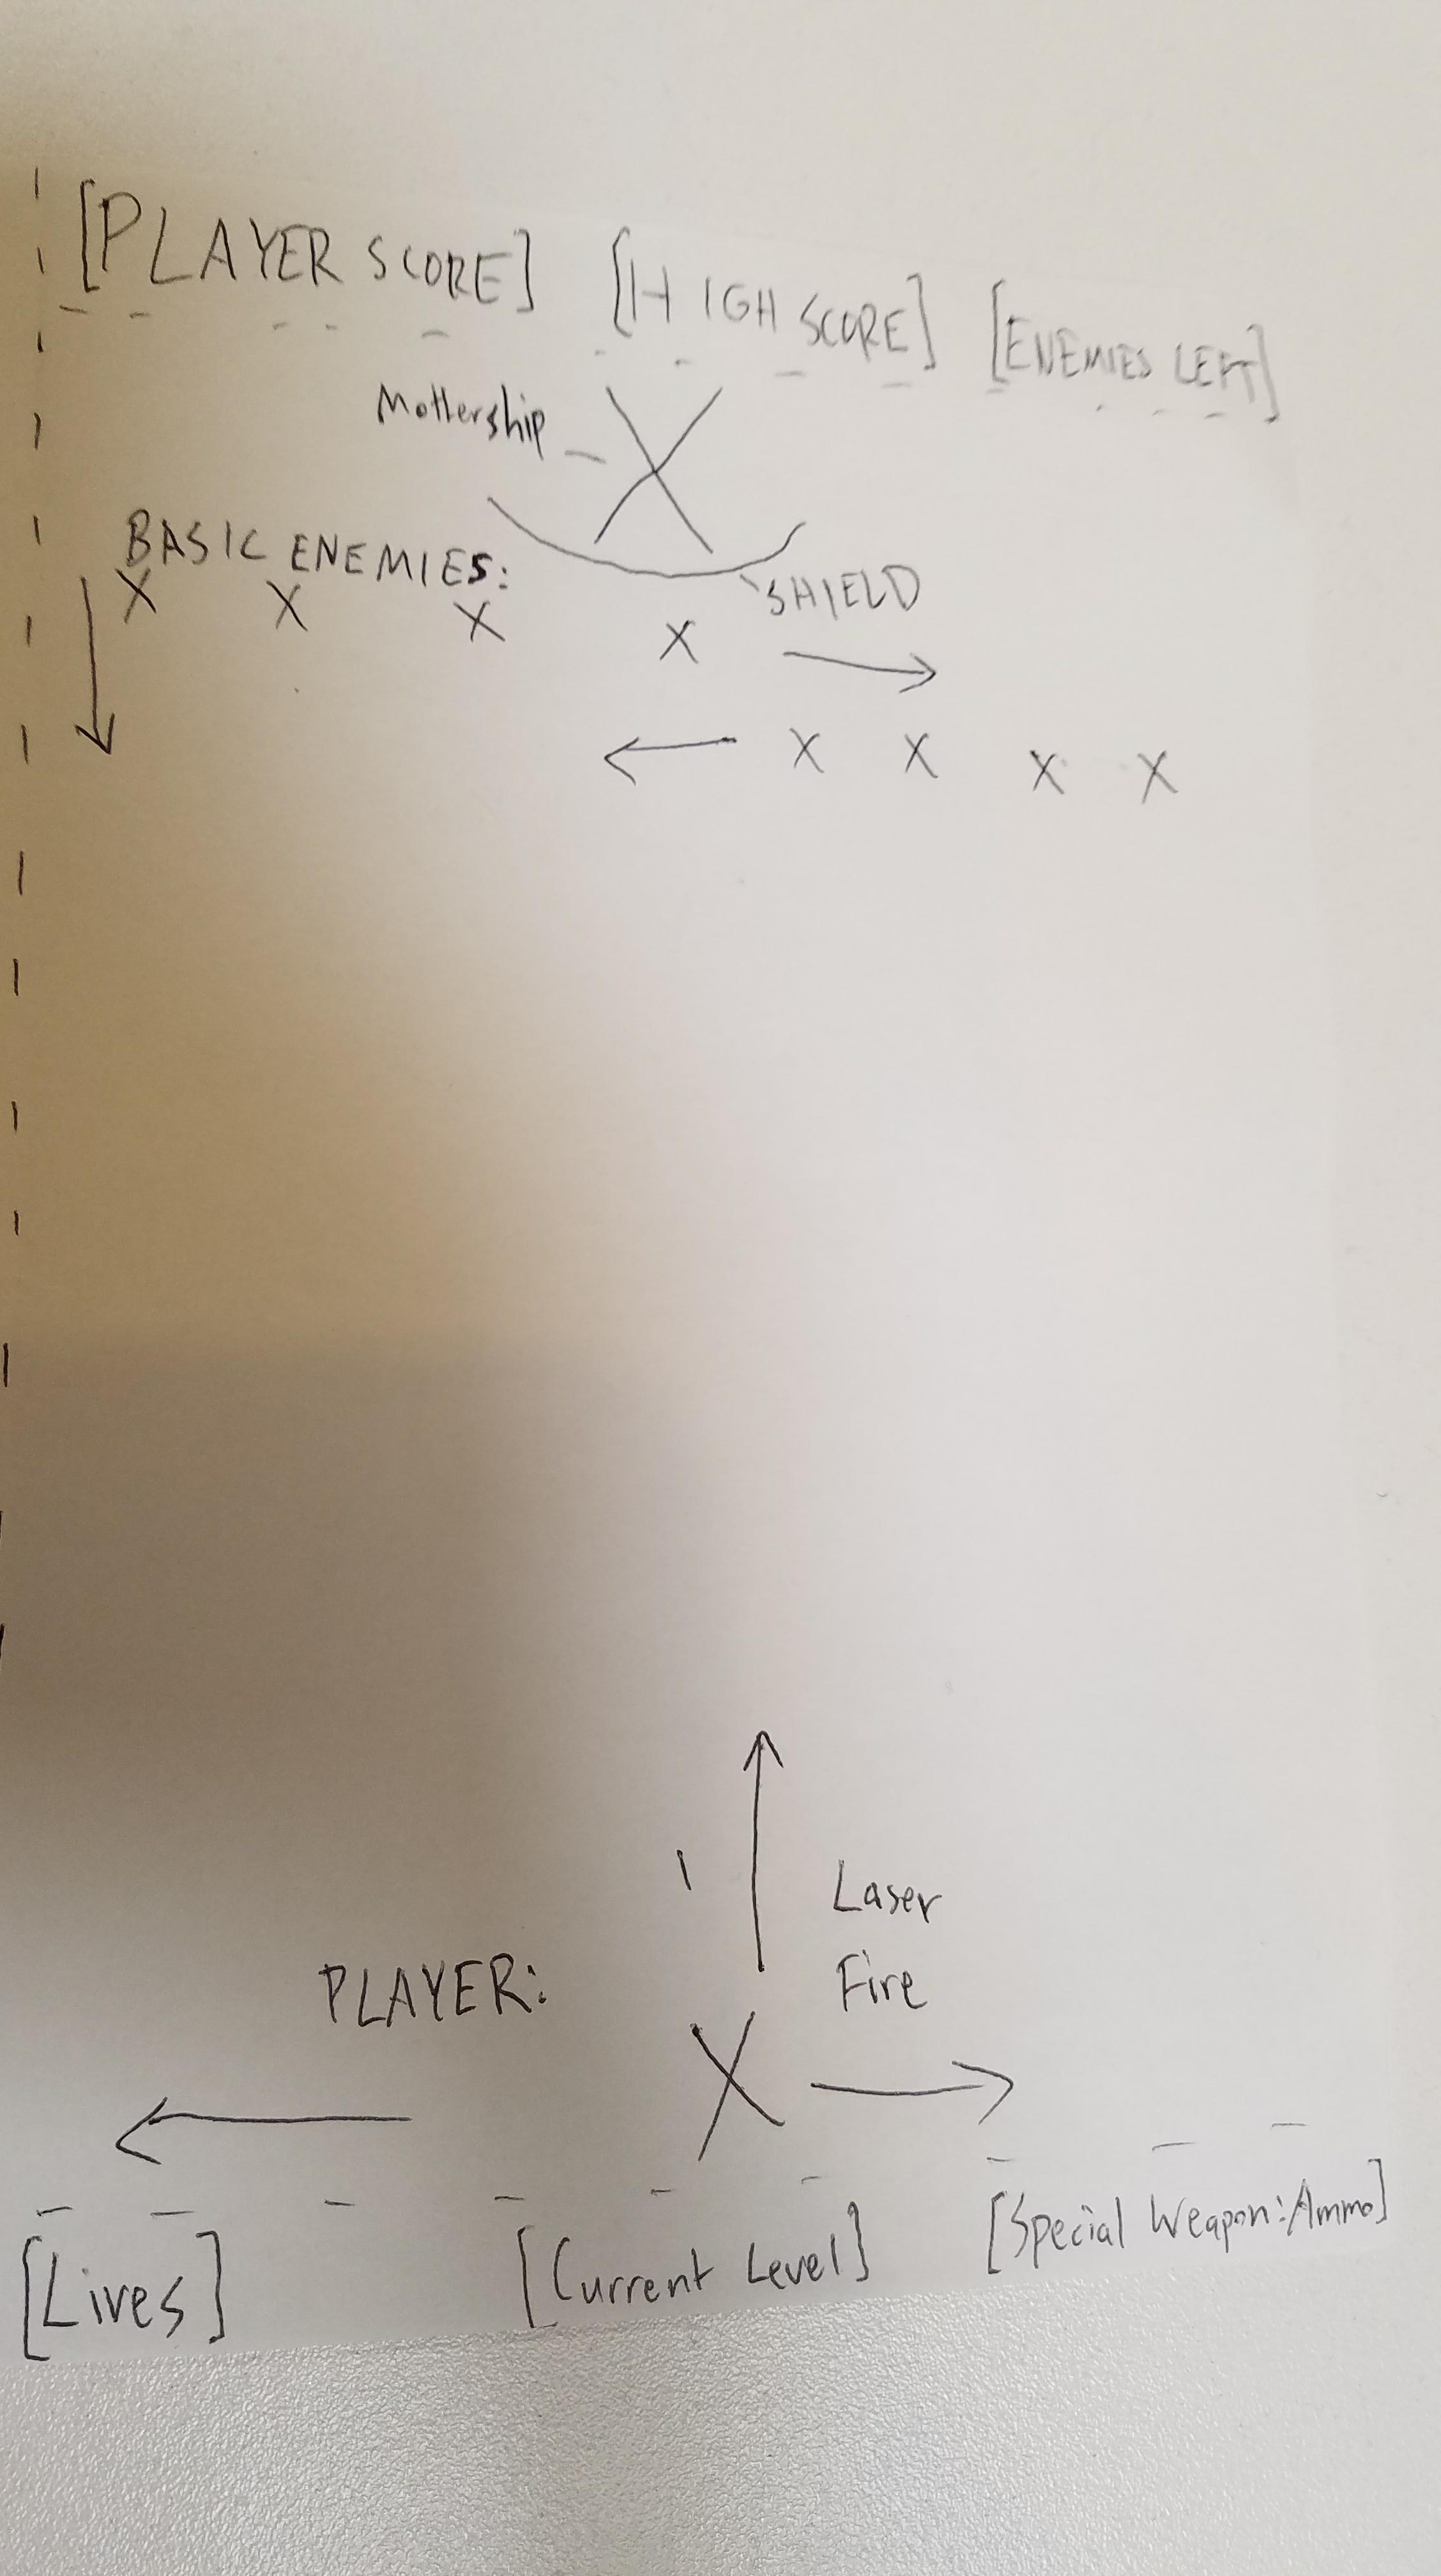 [PLAYER SCORE] [HIGH SCORE] [ENEMIES LEFT]
Mothership
X
BASIC ENEMIES:
SHIELD
X X X X
X X X X
Laser
Fire
PLAYER:
X
[Lives] [Current Level] [Special Weapon:Ammo]